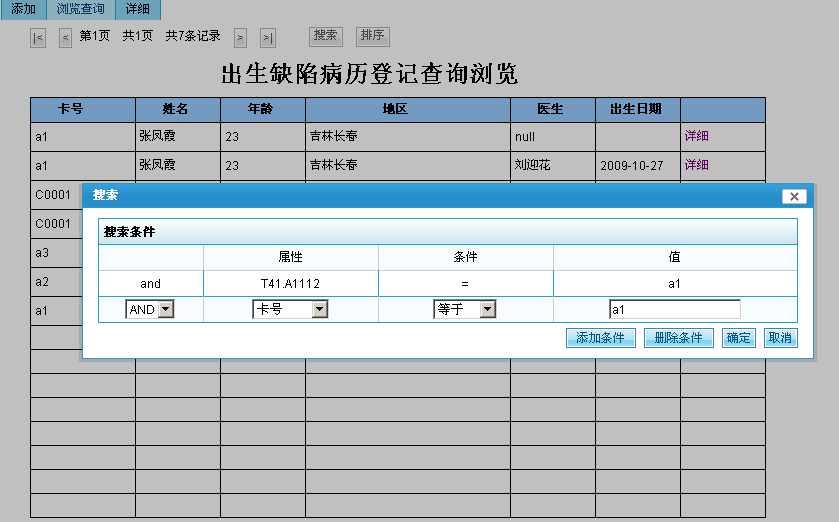 添加 浏览查询 详细
|< < 第1页 共1页 共7条记录 > >| 搜索 排序
出生缺陷病历登记查询浏览
卡号 姓名 年龄 地区 医生 出生日期
a1 张凤霞 23 吉林长春 null 详细
a1 张凤霞 23 吉林长春 刘迎花 2009-10-27 详细
C0001
C0001
a3
a2
a1
搜索
搜索条件
属性 条件 值
and T41.A1112 = a1
AND 卡号 等于 a1
添加条件 删除条件 确定 取消